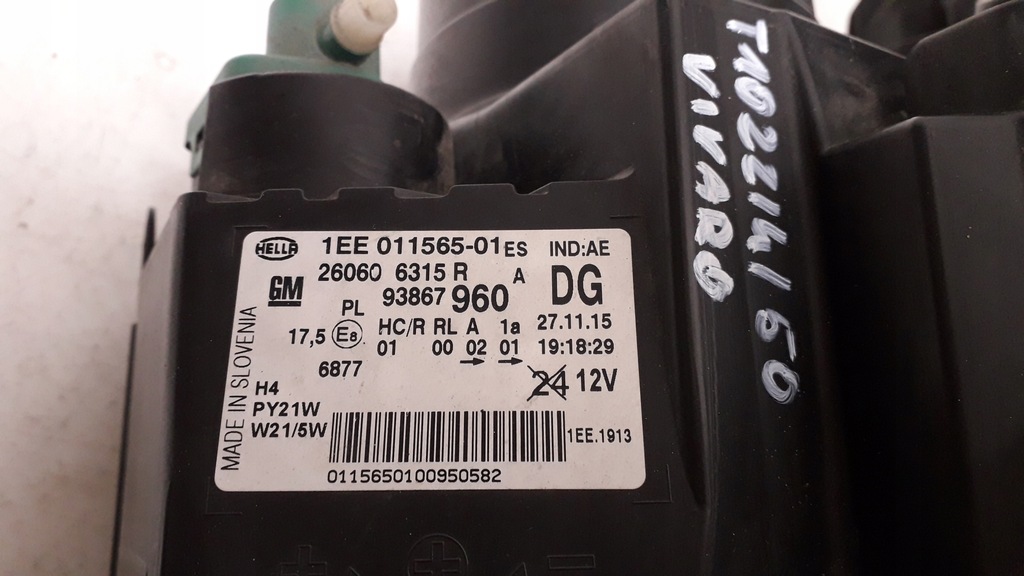 HELLA 1EE 011565-01 ES IND:AE
GM 26060 6315 R A DG
93867 960
PL
17,5 E8 HC/R RL A 1a 27.11.15
01 00 02 01 19:18:29
6877
24 12V
H4
PY21W
W21/5W
1EE.1913
0115650100950582
MADE IN SLOVENIA
VIVARO